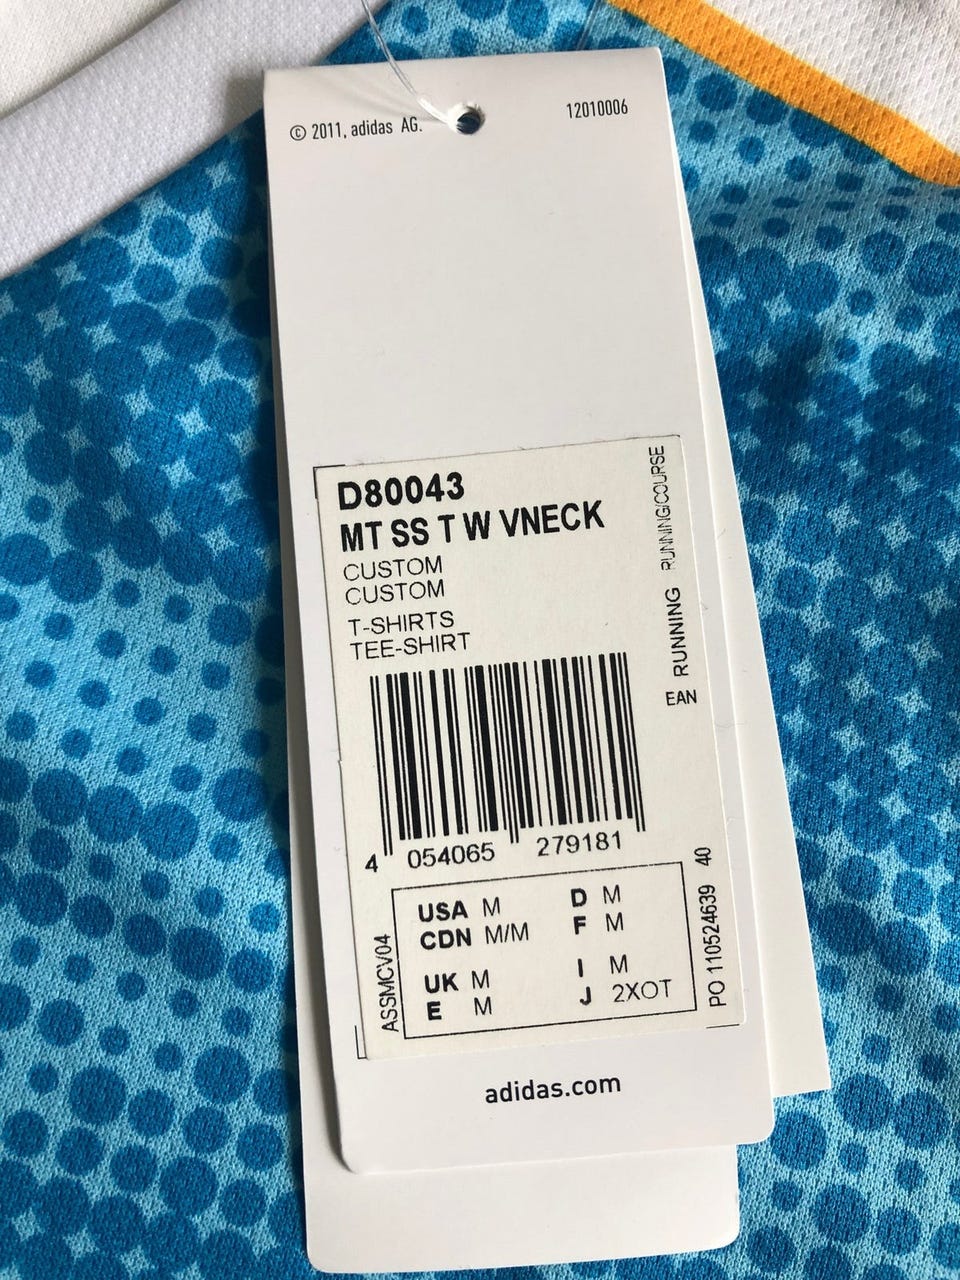 © 2011, adidas AG.
12010006
D80043
MT SS T W VNECK
CUSTOM
CUSTOM
T-SHIRTS
TEE-SHIRT
RUNNING RUNNING/COURSE
EAN
4 054065 279181
USA M D M
CDN M/M F M
UK M I M
E M J 2XOT
ASSMCV04
PO 110524639 40
adidas.com